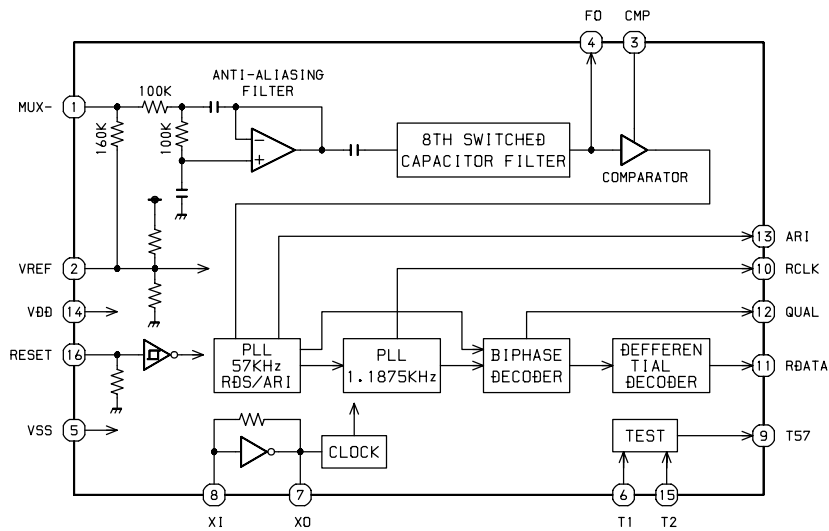 FO CMP
4 3
ANTI-ALIASING
FILTER
100K
MUX- 1
160K
100K
−
+
8TH SWITCHED
CAPACITOR FILTER
COMPARATOR
13 ARI
VREF 2
10 RCLK
VDD 14
12 QUAL
RESET 16
PLL
57KHz
RDS/ARI
PLL
1.1875KHz
BIPHASE
DECODER
DEFFEREN
TIAL
DECODER
11 RDATA
VSS 5
CLOCK
TEST
9 T57
8 7 6 15
XI XO T1 T2